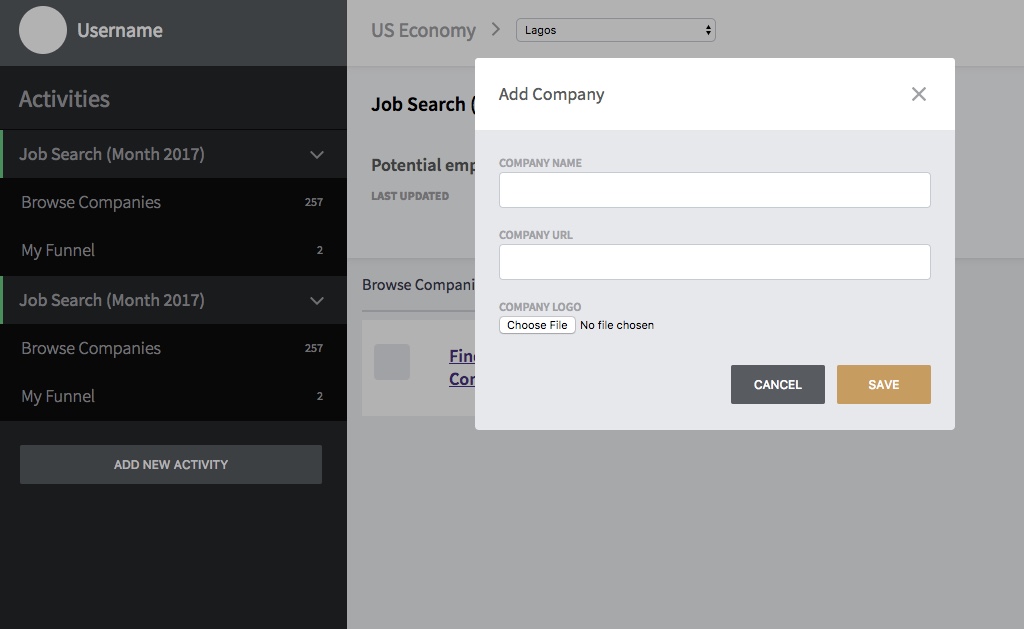 Username
Activities
Job Search (Month 2017)
Browse Companies 257
My Funnel 2
Job Search (Month 2017)
Browse Companies 257
My Funnel 2
ADD NEW ACTIVITY
US Economy Lagos
Job Search (
Potential emp
LAST UPDATED
Browse Compani
Fin
Con
Add Company
COMPANY NAME
COMPANY URL
COMPANY LOGO
Choose File No file chosen
CANCEL SAVE